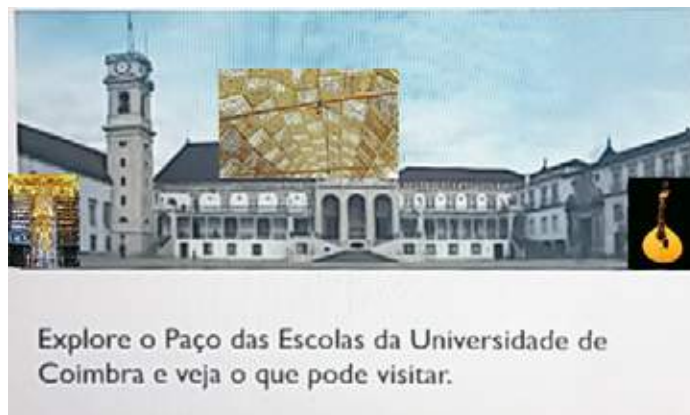 Explore o Paço das Escolas da Universidade de
Coimbra e veja o que pode visitar.